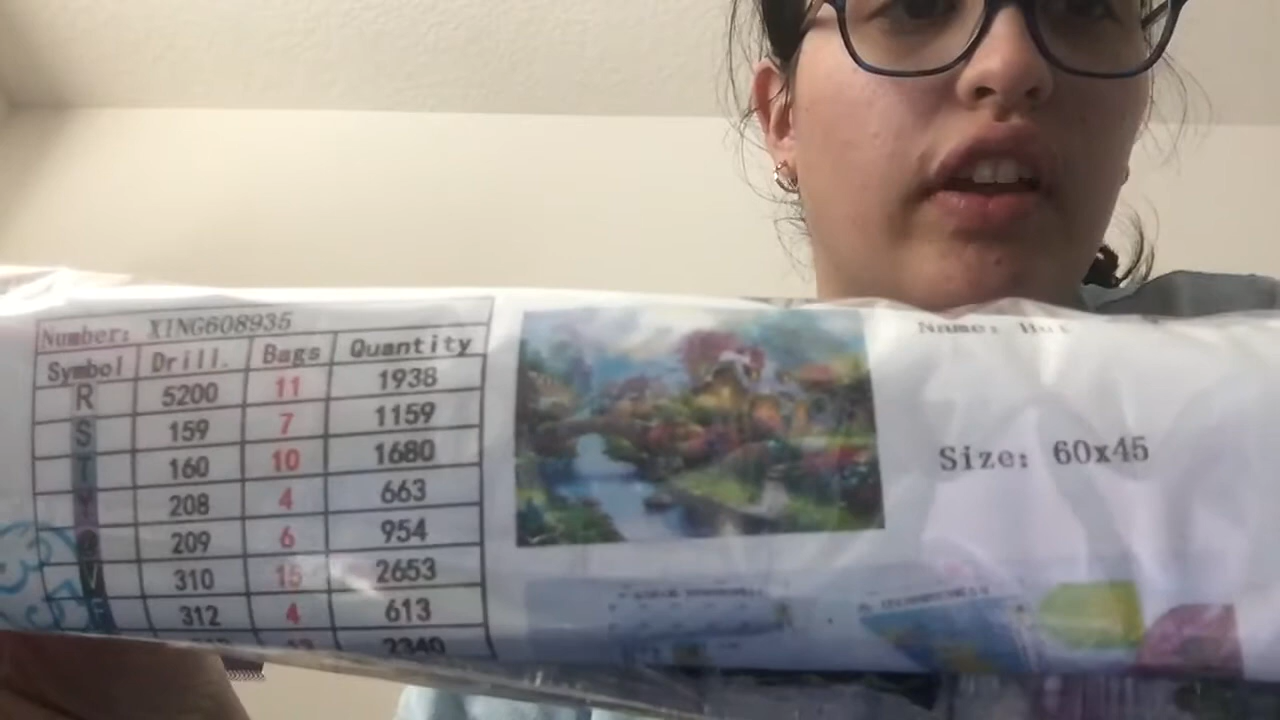 Number: XING608935
Symbol Drill. Bags Quantity
R 5200 11 1938
S 159 7 1159
T 160 10 1680
208 4 663
209 6 954
V 310 15 2653
312 4 613
2340
Name: Hut
Size: 60x45